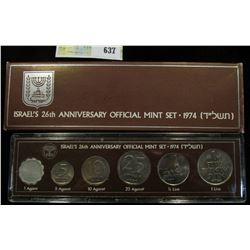 637
ISRAEL'S 26th ANNIVERSARY OFFICIAL MINT SET · 1974 (תשל״ד)
ISRAEL'S 26th ANNIVERSARY OFFICIAL MINT SET · 1974 (תשל״ד)
1 Agora 5 Agorot 10 Agorot 25 Agorot ½ Lira 1 Lira